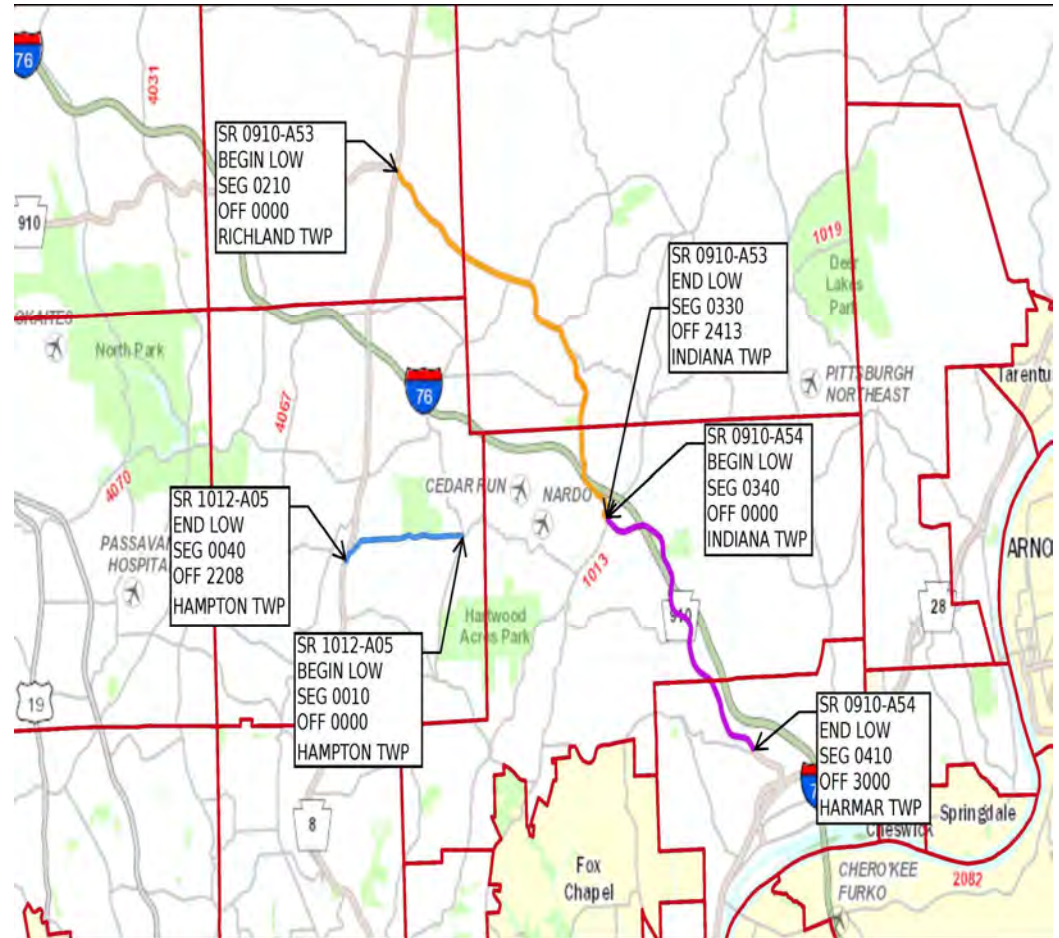 76
4031
SR 0910-A53
BEGIN LOW
SEG 0210
OFF 0000
RICHLAND TWP
910
1019
Deer
Lakes
Park
SR 0910-A53
END LOW
SEG 0330
OFF 2413
INDIANA TWP
North Park
4067
76
PITTSBURGH
NORTHEAST
4070
SR 0910-A54
BEGIN LOW
SEG 0340
OFF 0000
INDIANA TWP
CEDAR RUN
NARDO
SR 1012-A05
END LOW
SEG 0040
OFF 2208
HAMPTON TWP
PASSAVAN
HOSPITA
1013
ARNO
28
910
Hartwood
Acres Park
SR 1012-A05
BEGIN LOW
SEG 0010
OFF 0000
HAMPTON TWP
19
SR 0910-A54
END LOW
SEG 0410
OFF 3000
HARMAR TWP
8
Springdale
Cheswick
Fox
Chapel
CHEROKEE
FURKO
2082